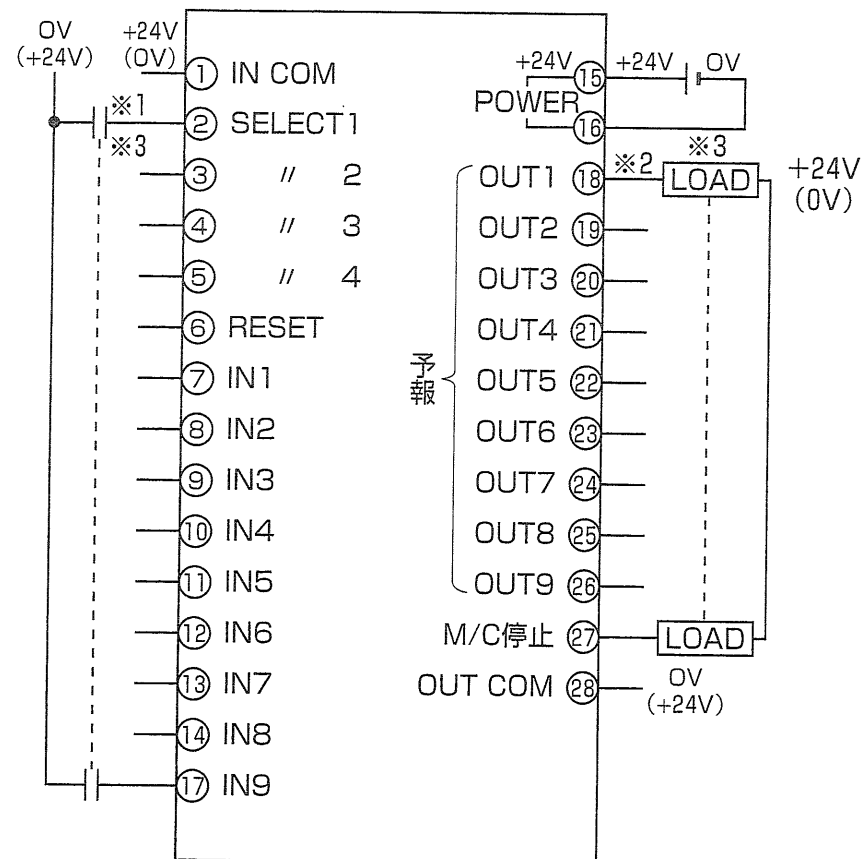 0V
(+24V)
+24V
(0V)
① IN COM
※1
② SELECT1
※3
③ 〃 2
④ 〃 3
⑤ 〃 4
⑥ RESET
⑦ IN1
⑧ IN2
⑨ IN3
⑩ IN4
⑪ IN5
⑫ IN6
⑬ IN7
⑭ IN8
⑰ IN9
+24V ⑮ +24V 0V
POWER
⑯
予報
OUT1 ⑱ ※2 LOAD
※3
+24V
(0V)
OUT2 ⑲
OUT3 ⑳
OUT4 ㉑
OUT5 ㉒
OUT6 ㉓
OUT7 ㉔
OUT8 ㉕
OUT9 ㉖
M/C停止 ㉗ LOAD
OUT COM ㉘ 0V
(+24V)